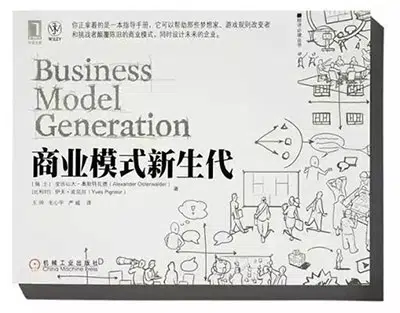 WILEY
你正拿着的是一本指导手册，它可以帮助那些梦想家、游戏规则改变者
和挑战者颠覆陈旧的商业模式，同时设计未来的企业。
Business
Model
Generation
商业模式新生代
（瑞士）亚历山大·奥斯特瓦德（Alexander Osterwalder）
（比利时）伊夫·皮尼厄（Yves Pigneur） 著
王帅 毛心宇 严威 译
机械工业出版社
China Machine Press